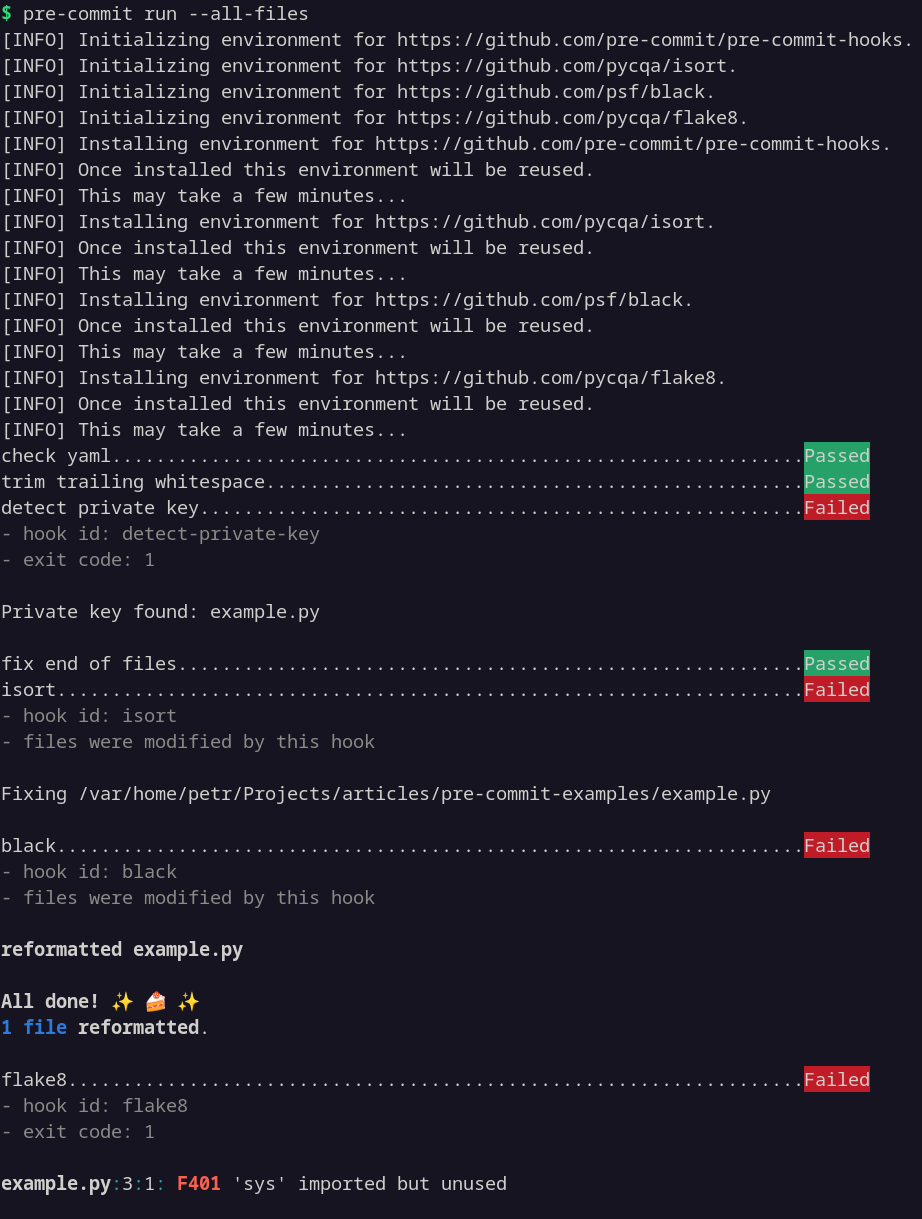 $ pre-commit run --all-files
[INFO] Initializing environment for https://github.com/pre-commit/pre-commit-hooks.
[INFO] Initializing environment for https://github.com/pycqa/isort.
[INFO] Initializing environment for https://github.com/psf/black.
[INFO] Initializing environment for https://github.com/pycqa/flake8.
[INFO] Installing environment for https://github.com/pre-commit/pre-commit-hooks.
[INFO] Once installed this environment will be reused.
[INFO] This may take a few minutes...
[INFO] Installing environment for https://github.com/pycqa/isort.
[INFO] Once installed this environment will be reused.
[INFO] This may take a few minutes...
[INFO] Installing environment for https://github.com/psf/black.
[INFO] Once installed this environment will be reused.
[INFO] This may take a few minutes...
[INFO] Installing environment for https://github.com/pycqa/flake8.
[INFO] Once installed this environment will be reused.
[INFO] This may take a few minutes...
check yaml...............................................................Passed
trim trailing whitespace.................................................Passed
detect private key.......................................................Failed
- hook id: detect-private-key
- exit code: 1
Private key found: example.py
fix end of files.........................................................Passed
isort....................................................................Failed
- hook id: isort
- files were modified by this hook
Fixing /var/home/petr/Projects/articles/pre-commit-examples/example.py
black....................................................................Failed
- hook id: black
- files were modified by this hook
reformatted example.py
All done! ✨ 🍰 ✨
1 file reformatted.
flake8...................................................................Failed
- hook id: flake8
- exit code: 1
example.py:3:1: F401 'sys' imported but unused